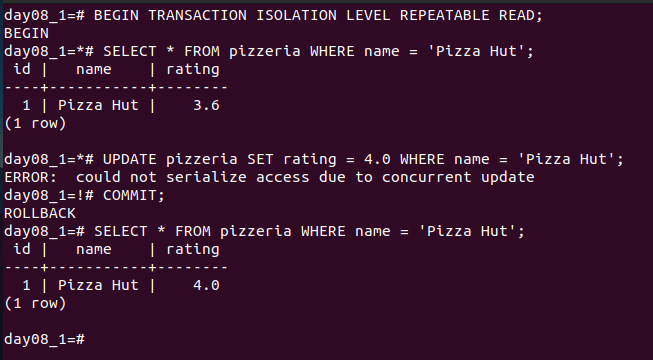 day08_1=# BEGIN TRANSACTION ISOLATION LEVEL REPEATABLE READ;
BEGIN
day08_1=*# SELECT * FROM pizzeria WHERE name = 'Pizza Hut';
 id |   name    | rating
----+-----------+--------
  1 | Pizza Hut |    3.6
(1 row)

day08_1=*# UPDATE pizzeria SET rating = 4.0 WHERE name = 'Pizza Hut';
ERROR:  could not serialize access due to concurrent update
day08_1=!# COMMIT;
ROLLBACK
day08_1=# SELECT * FROM pizzeria WHERE name = 'Pizza Hut';
 id |   name    | rating
----+-----------+--------
  1 | Pizza Hut |    4.0
(1 row)

day08_1=#